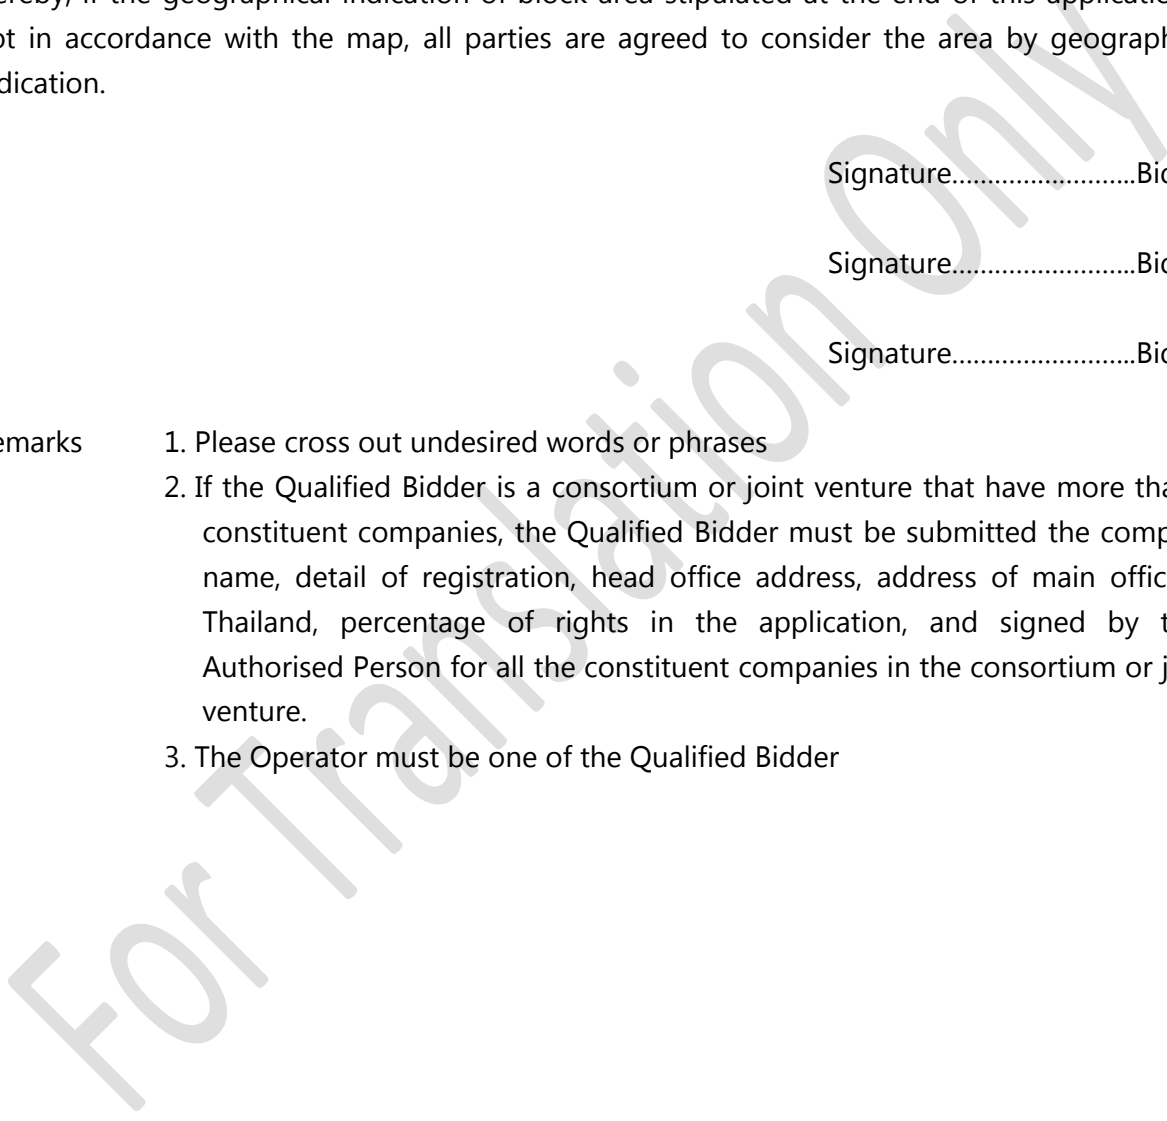 ereby, if the geographical indication of block area stipulated at the end of this application
ot in accordance with the map, all parties are agreed to consider the area by geograph
dication.
Signature..........................Bid
Signature..........................Bid
Signature..........................Bid
emarks 1. Please cross out undesired words or phrases
2. If the Qualified Bidder is a consortium or joint venture that have more tha
constituent companies, the Qualified Bidder must be submitted the comp
name, detail of registration, head office address, address of main offic
Thailand, percentage of rights in the application, and signed by t
Authorised Person for all the constituent companies in the consortium or j
venture.
3. The Operator must be one of the Qualified Bidder
For Translation Only